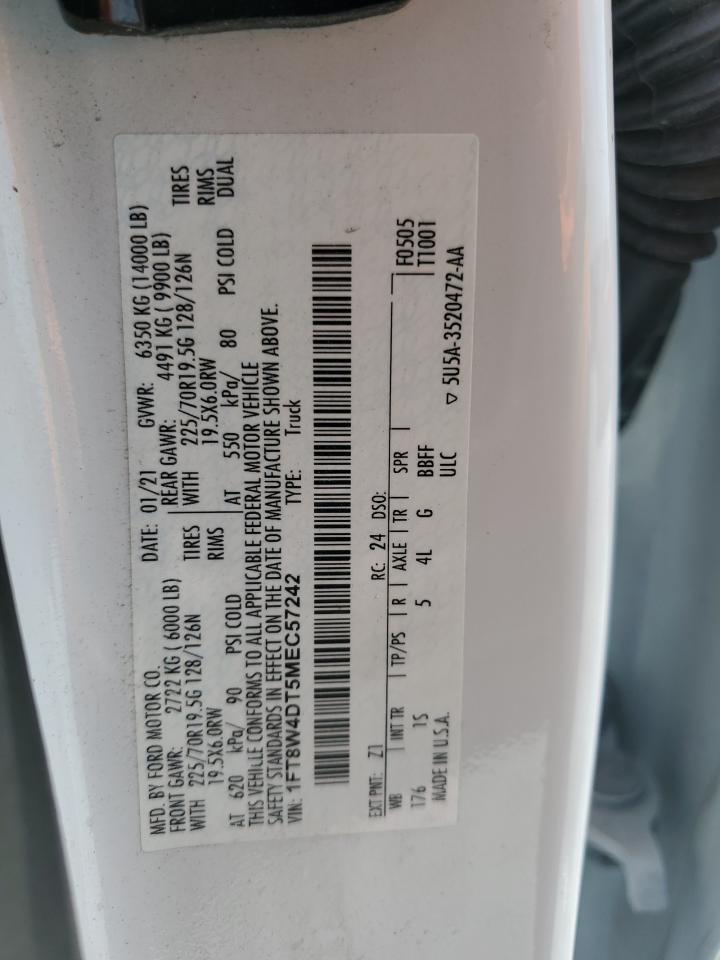 MFD. BY FORD MOTOR CO.
DATE: 01/21 GVWR: 6350 KG (14000 LB)
FRONT GAWR: 2722 KG ( 6000 LB)
REAR GAWR: 4491 KG ( 9900 LB)
WITH 225/70R19.5G 128/126N TIRES
WITH 225/70R19.5G 128/126N TIRES
19.5X6.0RW RIMS
19.5X6.0RW RIMS
AT 620 kPa/ 90 PSI COLD
AT 550 kPa/ 80 PSI COLD DUAL
THIS VEHICLE CONFORMS TO ALL APPLICABLE FEDERAL MOTOR VEHICLE
SAFETY STANDARDS IN EFFECT ON THE DATE OF MANUFACTURE SHOWN ABOVE.
VIN: 1FT8W4DT5MEC57242 TYPE: Truck
EXT PNT: Z1 RC: 24 DSO:
WB INT TR TP/PS R AXLE TR SPR F0505
176 1S 5 4L G BBFF TT001
MADE IN U.S.A. ULC
▽ 5U5A-3520472-AA